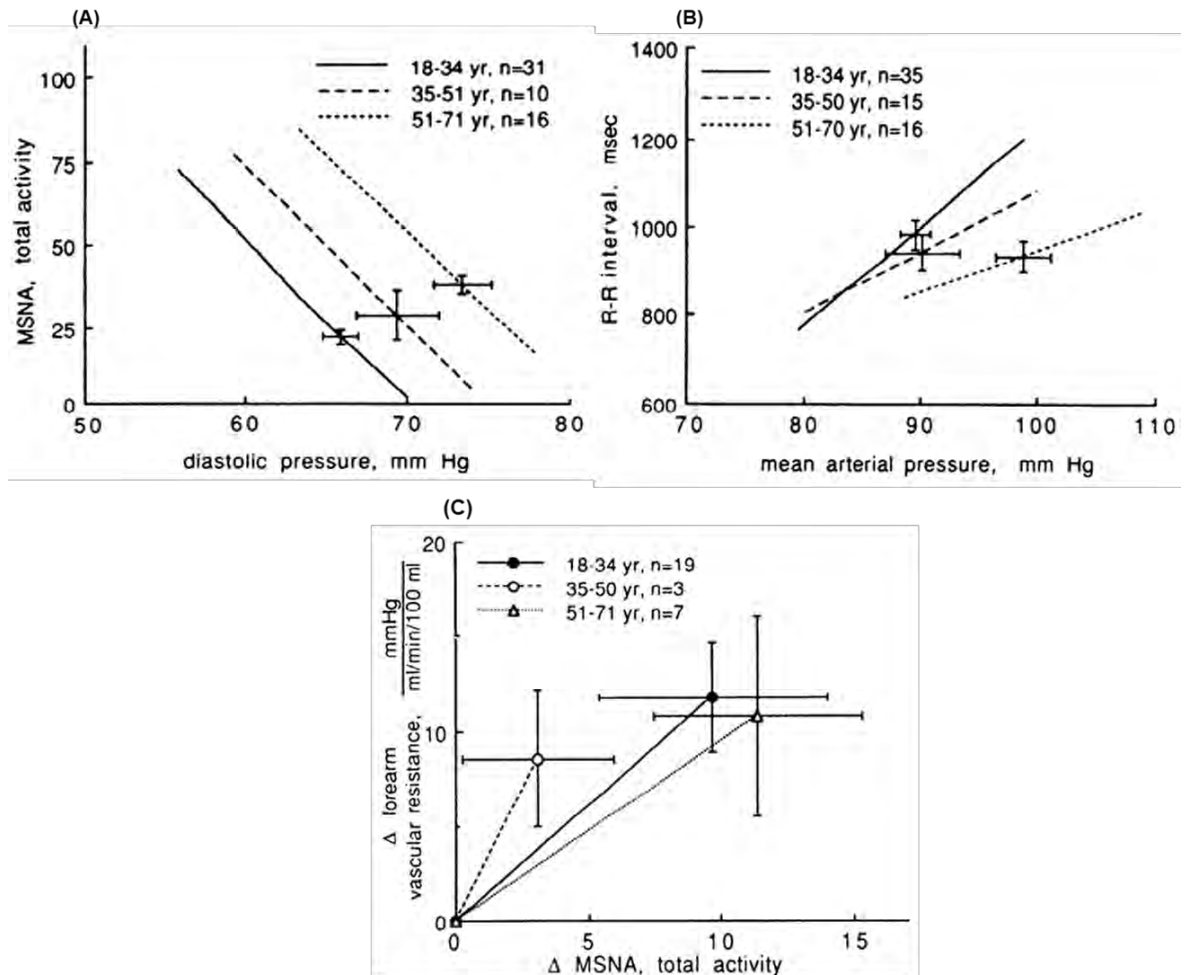 (A)
MSNA, total activity
100
75
50
25
0
18-34 yr, n=31
35-51 yr, n=10
51-71 yr, n=16
50
60
70
80
diastolic pressure, mm Hg
(B)
R-R interval, msec
1400
1200
1000
800
600
18-34 yr, n=35
35-50 yr, n=15
51-70 yr, n=16
70
80
90
100
110
mean arterial pressure, mm Hg
(C)
Δ forearm
vascular resistance,
mmHg
ml/min/100 ml
20
10
0
18-34 yr, n=19
35-50 yr, n=3
51-71 yr, n=7
0
5
10
15
Δ MSNA, total activity